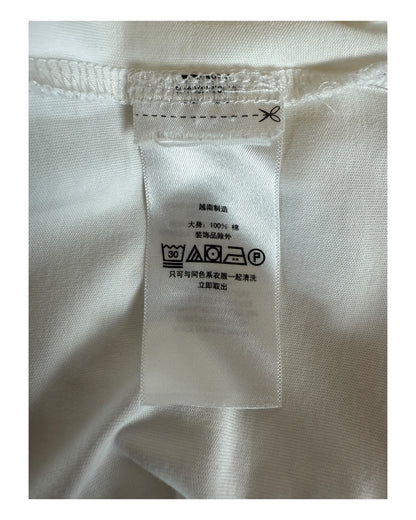 越南制造
大身: 100% 棉
装饰品除外
30 P
只可与同色系衣服一起清洗
立即取出